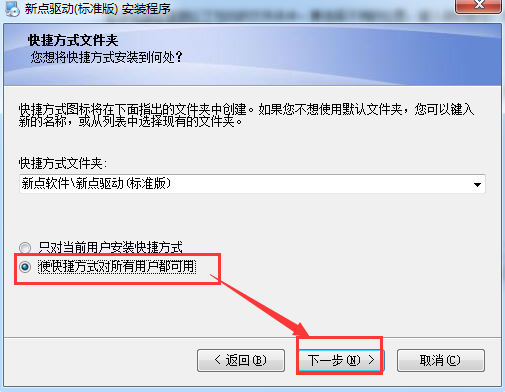 新点驱动(标准版) 安装程序
快捷方式文件夹
您想将快捷方式安装到何处?
快捷方式图标将在下面指出的文件夹中创建。如果您不想使用默认文件夹，您可以键入
新的名称，或从列表中选择现有的文件夹。
快捷方式文件夹:
新点软件\新点驱动(标准版)
只对当前用户安装快捷方式
使快捷方式对所有用户都可用
< 返回(B)
下一步(N) >
取消(C)